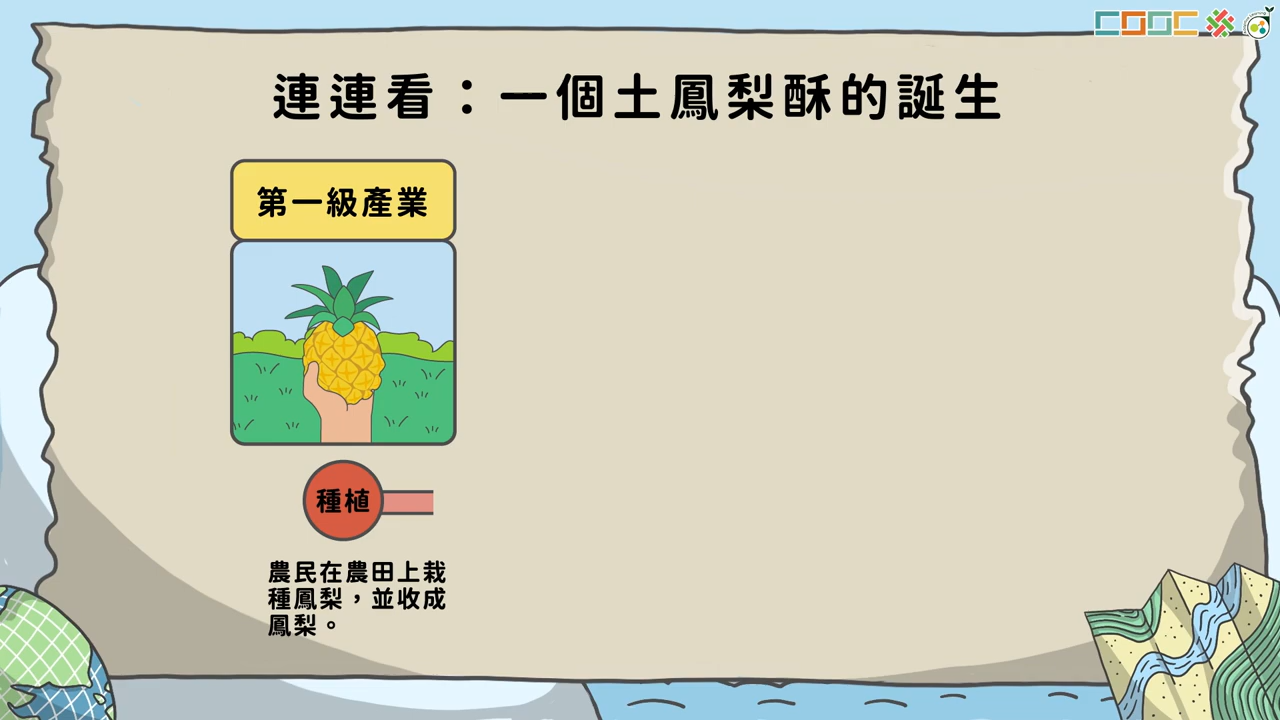 COOC
連連看：一個土鳳梨酥的誕生
第一級產業
種植
農民在農田上栽
種鳳梨，並收成
鳳梨。